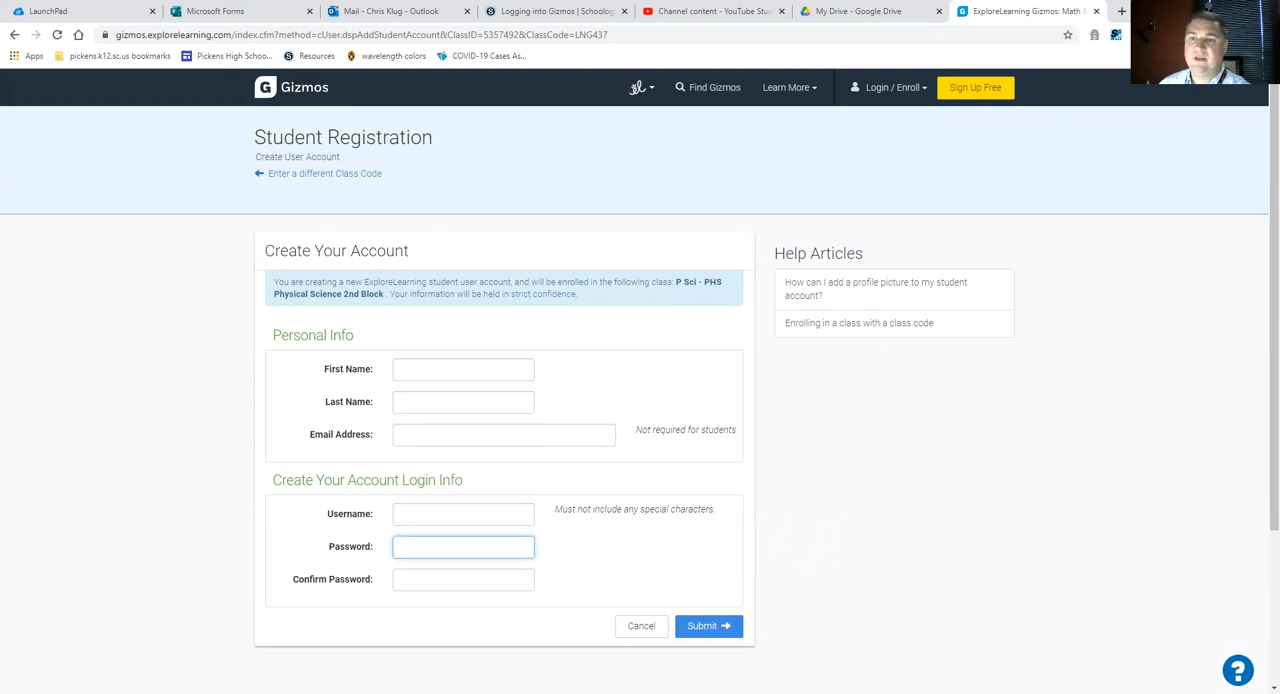 LaunchPad
Microsoft Forms
Mail - Chris Klug - Outlook
Logging into Gizmos | Schoolog
Channel content - YouTube Stu
My Drive - Google Drive
ExploreLearning Gizmos: Math &
gizmos.explorelearning.com/index.cfm?method=cUser.dspAddStudentAccount&ClassID=5357492&ClassCode=LNG437
Apps pickens.k12.sc.us bookmarks Pickens High Schoo... Resources wavelength colors COVID-19 Cases As...
G Gizmos
Find Gizmos Learn More Login / Enroll Sign Up Free
Student Registration
Create User Account
Enter a different Class Code
Create Your Account
You are creating a new ExploreLearning student user account, and will be enrolled in the following class: P Sci - PHS
Physical Science 2nd Block . Your information will be held in strict confidence.
Personal Info
First Name:
Last Name:
Email Address: Not required for students
Create Your Account Login Info
Username: Must not include any special characters.
Password:
Confirm Password:
Cancel Submit
Help Articles
How can I add a profile picture to my student
account?
Enrolling in a class with a class code
?